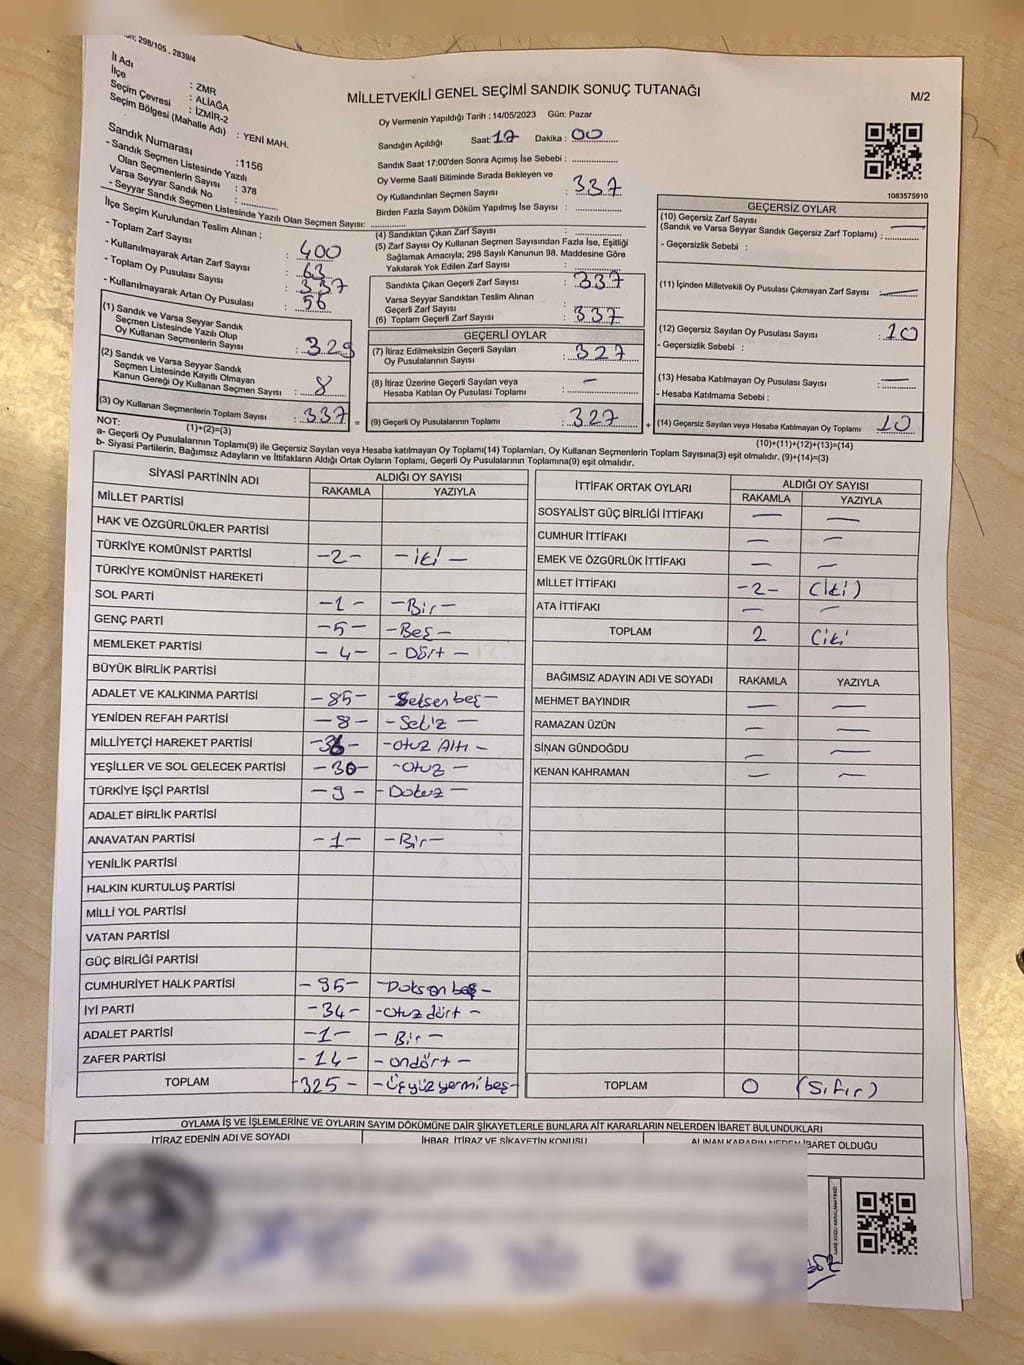 298/105 , 2839/4
MİLLETVEKİLİ GENEL SEÇİMİ SANDIK SONUÇ TUTANAĞI
M/2
İl Adı : ZMR
İlçe : ALİAĞA
Seçim Çevresi : İZMİR-2
Seçim Bölgesi (Mahalle Adı) : YENİ MAH.
Sandık Numarası :1156
- Sandık Seçmen Listesinde Yazılı
Olan Seçmenlerin Sayısı : 378
Varsa Seyyar Sandık No : ..............
- Seyyar Sandık Seçmen Listesinde Yazılı Olan Seçmen Sayısı: ..............
Oy Vermenin Yapıldığı Tarih : 14/05/2023 Gün: Pazar
Sandığın Açıldığı Saat: 17 Dakika : 00
Sandık Saat 17:00'den Sonra Açımış İse Sebebi : ..............
Oy Verme Saati Bitiminde Sırada Bekleyen ve
Oy Kullandırılan Seçmen Sayısı : 337
Birden Fazla Sayım Döküm Yapılmış İse Sayısı : ..............
1083575910
İlçe Seçim Kurulundan Teslim Alınan ;
- Toplam Zarf Sayısı : 400
- Kullanılmayarak Artan Zarf Sayısı : 63
- Toplam Oy Pusulası Sayısı : 337
- Kullanılmayarak Artan Oy Pusulası : 56
(1) Sandık ve Varsa Seyyar Sandık
Seçmen Listesinde Yazılı Olup
Oy Kullanan Seçmenlerin Sayısı : 329
(2) Sandık ve Varsa Seyyar Sandık
Seçmen Listesinde Kayıtlı Olmayan
Kanun Gereği Oy Kullanan Seçmen Sayısı : 8
(3) Oy Kullanan Seçmenlerin Toplam Sayısı : 337 =
(1)+(2)=(3)
(4) Sandıktan Çıkan Zarf Sayısı : ..............
(5) Zarf Sayısı Oy Kullanan Seçmen Sayısından Fazla İse, Eşitliği
Sağlamak Amacıyla; 298 Sayılı Kanunun 98. Maddesine Göre
Yakılarak Yok Edilen Zarf Sayısı : ..............
Sandıkta Çıkan Geçerli Zarf Sayısı : 337
Varsa Seyyar Sandıktan Teslim Alınan
Geçerli Zarf Sayısı : ..............
(6) Toplam Geçerli Zarf Sayısı : 337
GEÇERLİ OYLAR
(7) İtiraz Edilmeksizin Geçerli Sayılan
Oy Pusulalarının Sayısı : 327
(8) İtiraz Üzerine Geçerli Sayılan veya
Hesaba Katılan Oy Pusulası Toplamı : —
(9) Geçerli Oy Pusulalarının Toplamı : 327 +
GEÇERSİZ OYLAR
(10) Geçersiz Zarf Sayısı
(Sandık ve Varsa Seyyar Sandık Geçersiz Zarf Toplamı) : —
- Geçersizlik Sebebi :
(11) İçinden Milletvekili Oy Pusulası Çıkmayan Zarf Sayısı : —
(12) Geçersiz Sayılan Oy Pusulası Sayısı : 10
- Geçersizlik Sebebi :
(13) Hesaba Katılmayan Oy Pusulası Sayısı : —
- Hesaba Katılmama Sebebi :
(14) Geçersiz Sayılan veya Hesaba Katılmayan Oy Toplamı : 10
(10)+(11)+(12)+(13)=(14)
NOT:
a- Geçerli Oy Pusulalarının Toplamı(9) ile Geçersiz Sayılan veya Hesaba katılmayan Oy Toplamı(14) Toplamları, Oy Kullanan Seçmenlerin Toplam Sayısına(3) eşit olmalıdır. (9)+(14)=(3)
b- Siyasi Partilerin, Bağımsız Adayların ve İttifakların Aldığı Ortak Oyların Toplamı, Geçerli Oy Pusulalarının Toplamına(9) eşit olmalıdır.
SİYASİ PARTİNİN ADI ALDIĞI OY SAYISI
RAKAMLA YAZIYLA
MİLLET PARTİSİ
HAK VE ÖZGÜRLÜKLER PARTİSİ
TÜRKİYE KOMÜNİST PARTİSİ -2- -iki-
TÜRKİYE KOMÜNİST HAREKETİ
SOL PARTİ -1- -Bir-
GENÇ PARTİ -5- -Beş-
MEMLEKET PARTİSİ -4- -Dört-
BÜYÜK BİRLİK PARTİSİ
ADALET VE KALKINMA PARTİSİ -85- -Seksen beş-
YENİDEN REFAH PARTİSİ -8- -Sekiz-
MİLLİYETÇİ HAREKET PARTİSİ -36- -otuz Altı-
YEŞİLLER VE SOL GELECEK PARTİSİ -30- -Otuz-
TÜRKİYE İŞÇİ PARTİSİ -9- -Dokuz-
ADALET BİRLİK PARTİSİ
ANAVATAN PARTİSİ -1- -Bir-
YENİLİK PARTİSİ
HALKIN KURTULUŞ PARTİSİ
MİLLİ YOL PARTİSİ
VATAN PARTİSİ
GÜÇ BİRLİĞİ PARTİSİ
CUMHURİYET HALK PARTİSİ -95- -Doksan beş-
İYİ PARTİ -34- -Otuz dört-
ADALET PARTİSİ -1- -Bir-
ZAFER PARTİSİ -14- -ondört-
TOPLAM -325- -Üçyüz yermi beş-
İTTİFAK ORTAK OYLARI ALDIĞI OY SAYISI
RAKAMLA YAZIYLA
SOSYALİST GÜÇ BİRLİĞİ İTTİFAKI — —
CUMHUR İTTİFAKI — —
EMEK VE ÖZGÜRLÜK İTTİFAKI — —
MİLLET İTTİFAKI -2- (iki)
ATA İTTİFAKI — —
TOPLAM 2 (iki
BAĞIMSIZ ADAYIN ADI VE SOYADI RAKAMLA YAZIYLA
MEHMET BAYINDIR — —
RAMAZAN ÜZÜN — —
SİNAN GÜNDOĞDU — —
KENAN KAHRAMAN — —
TOPLAM 0 (Sıfır)
OYLAMA İŞ VE İŞLEMLERİNE VE OYLARIN SAYIM DÖKÜMÜNE DAİR ŞİKAYETLERLE BUNLARA AİT KARARLARIN NELERDEN İBARET BULUNDUKLARI
İTİRAZ EDENİN ADI VE SOYADI İHBAR, İTİRAZ VE ŞİKAYETİN KONUSU ALINAN KARARIN NEDEN İBARET OLDUĞU